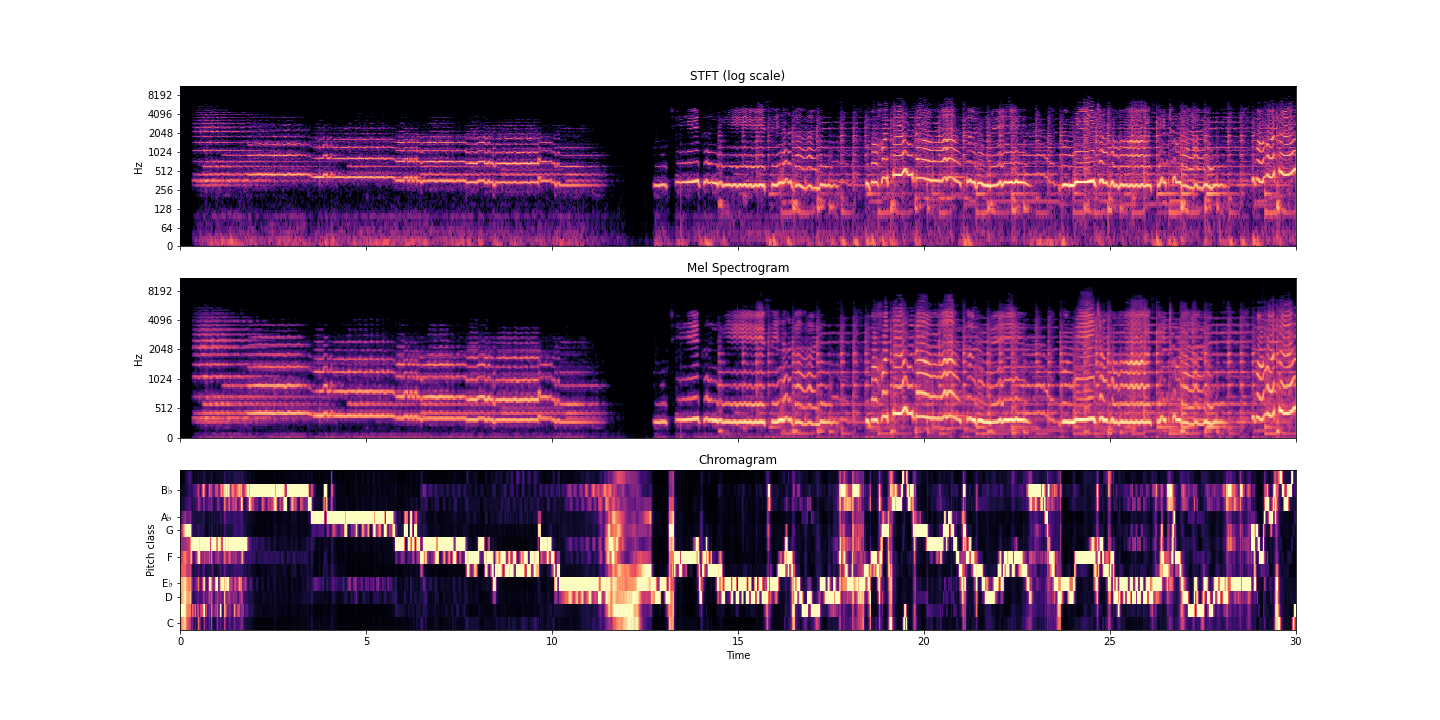 STFT (log scale)
8192
4096
2048
1024
512
256
128
64
0
Hz
Mel Spectrogram
8192
4096
2048
1024
512
0
Hz
Chromagram
B♭
A♭
G
F
E♭
D
C
Pitch class
0 5 10 15 20 25 30
Time